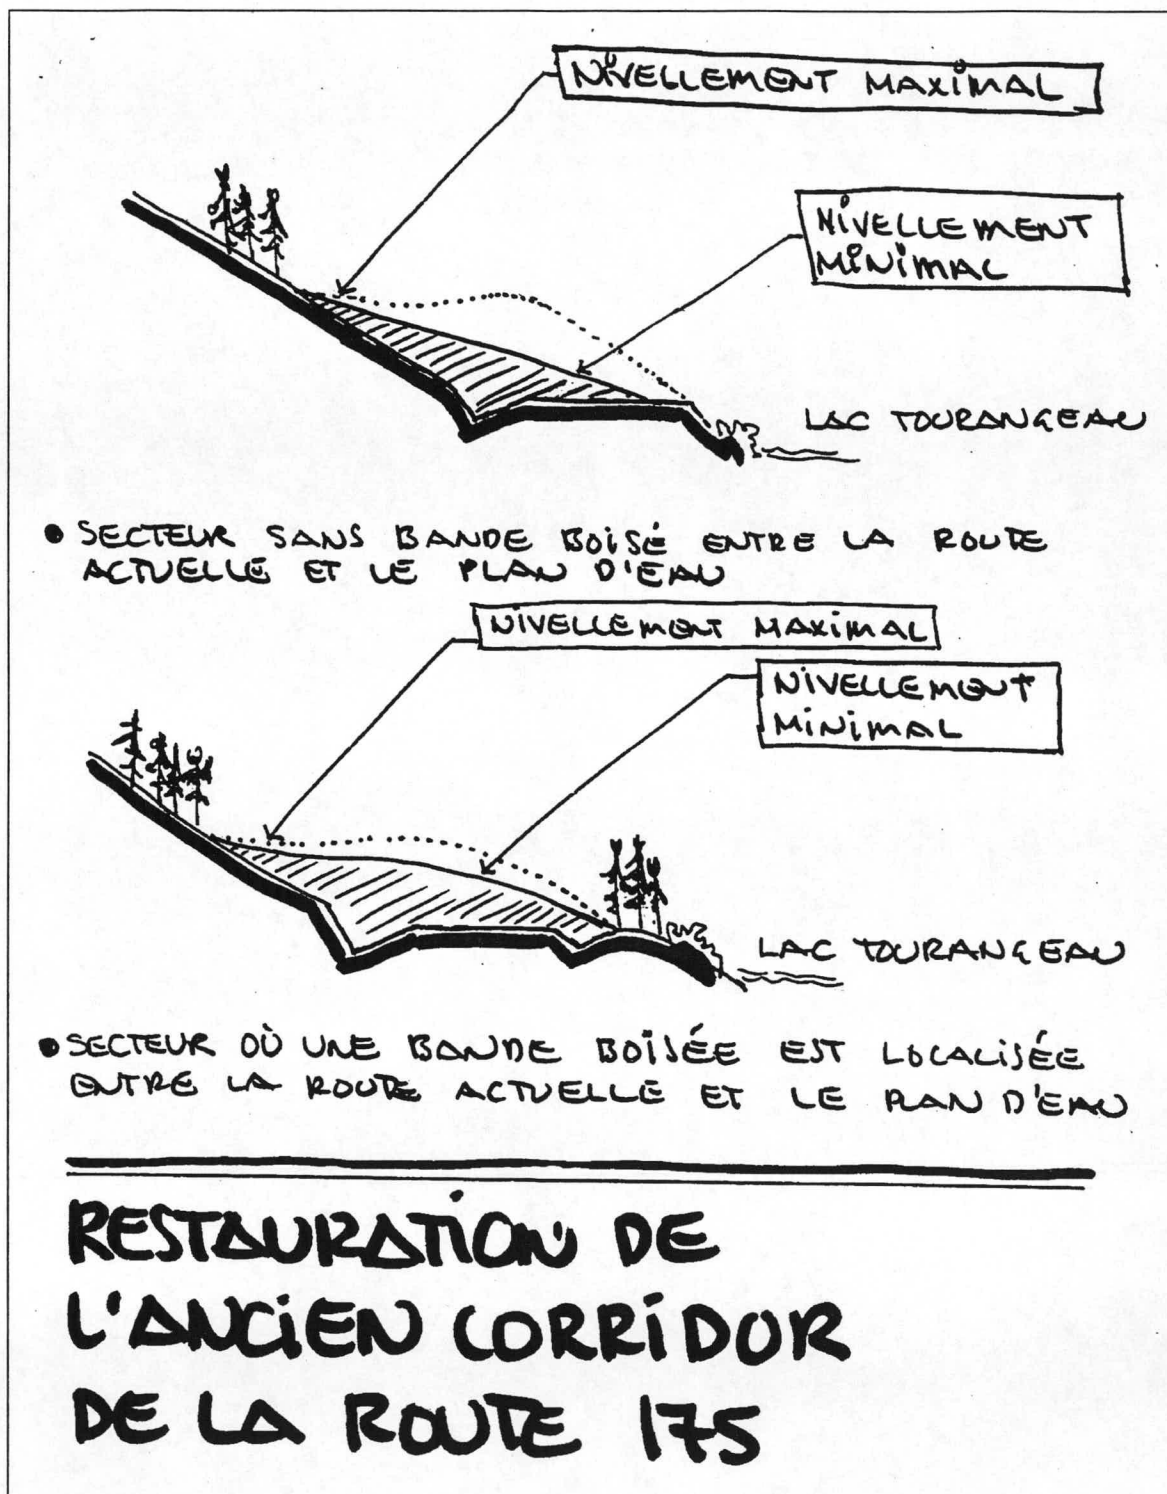 NIVELLEMENT MAXIMAL
NIVELLEMENT
MINIMAL
LAC TOURANGEAU
• SECTEUR SANS BANDE BOISÉ ENTRE LA ROUTE
ACTUELLE ET LE PLAN D'EAU
NIVELLEMENT MAXIMAL
NIVELLEMENT
MINIMAL
LAC TOURANGEAU
• SECTEUR OÙ UNE BANDE BOISÉE EST LOCALISÉE
ENTRE LA ROUTE ACTUELLE ET LE PLAN D'EAU
RESTAURATION DE
L'ANCIEN CORRIDOR
DE LA ROUTE 175